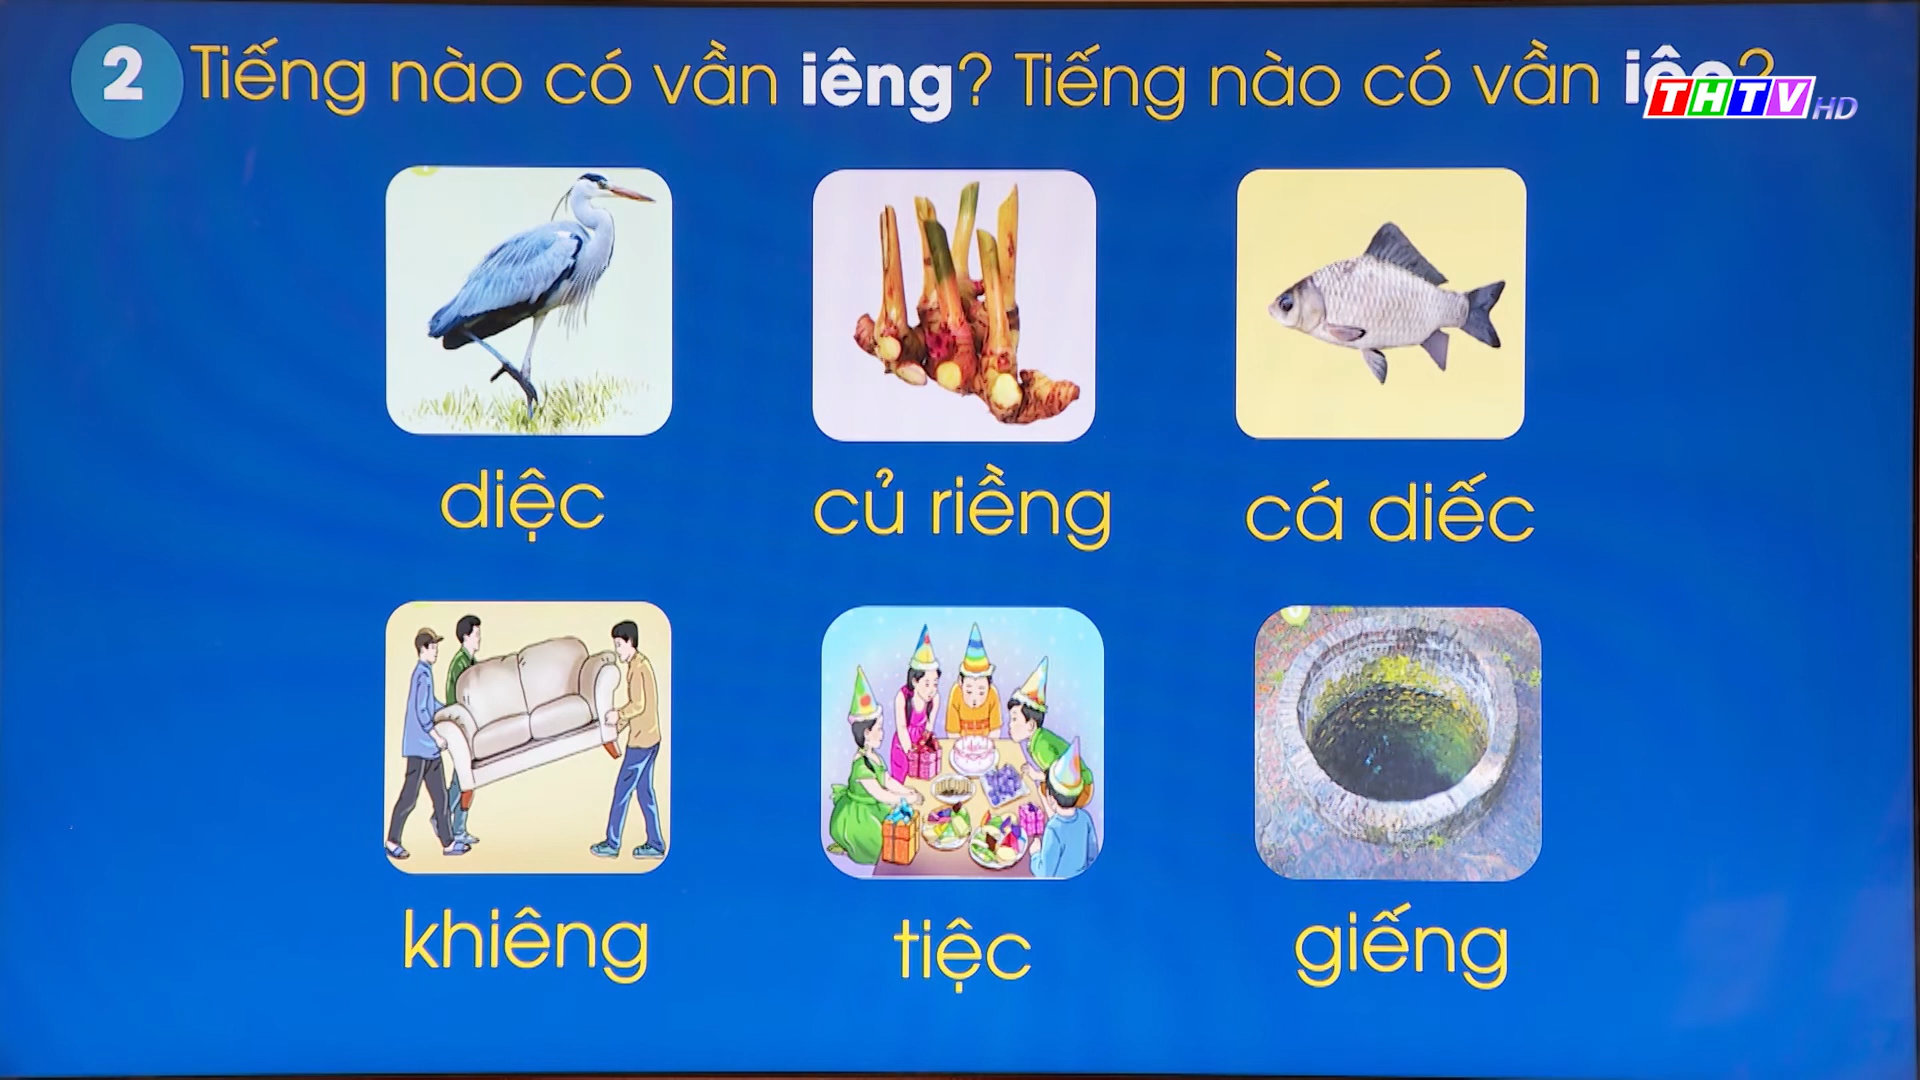 2 Tiếng nào có vần iêng? Tiếng nào có vần iêc?
THTV HD
diệc
củ riềng
cá diếc
khiêng
tiệc
giếng